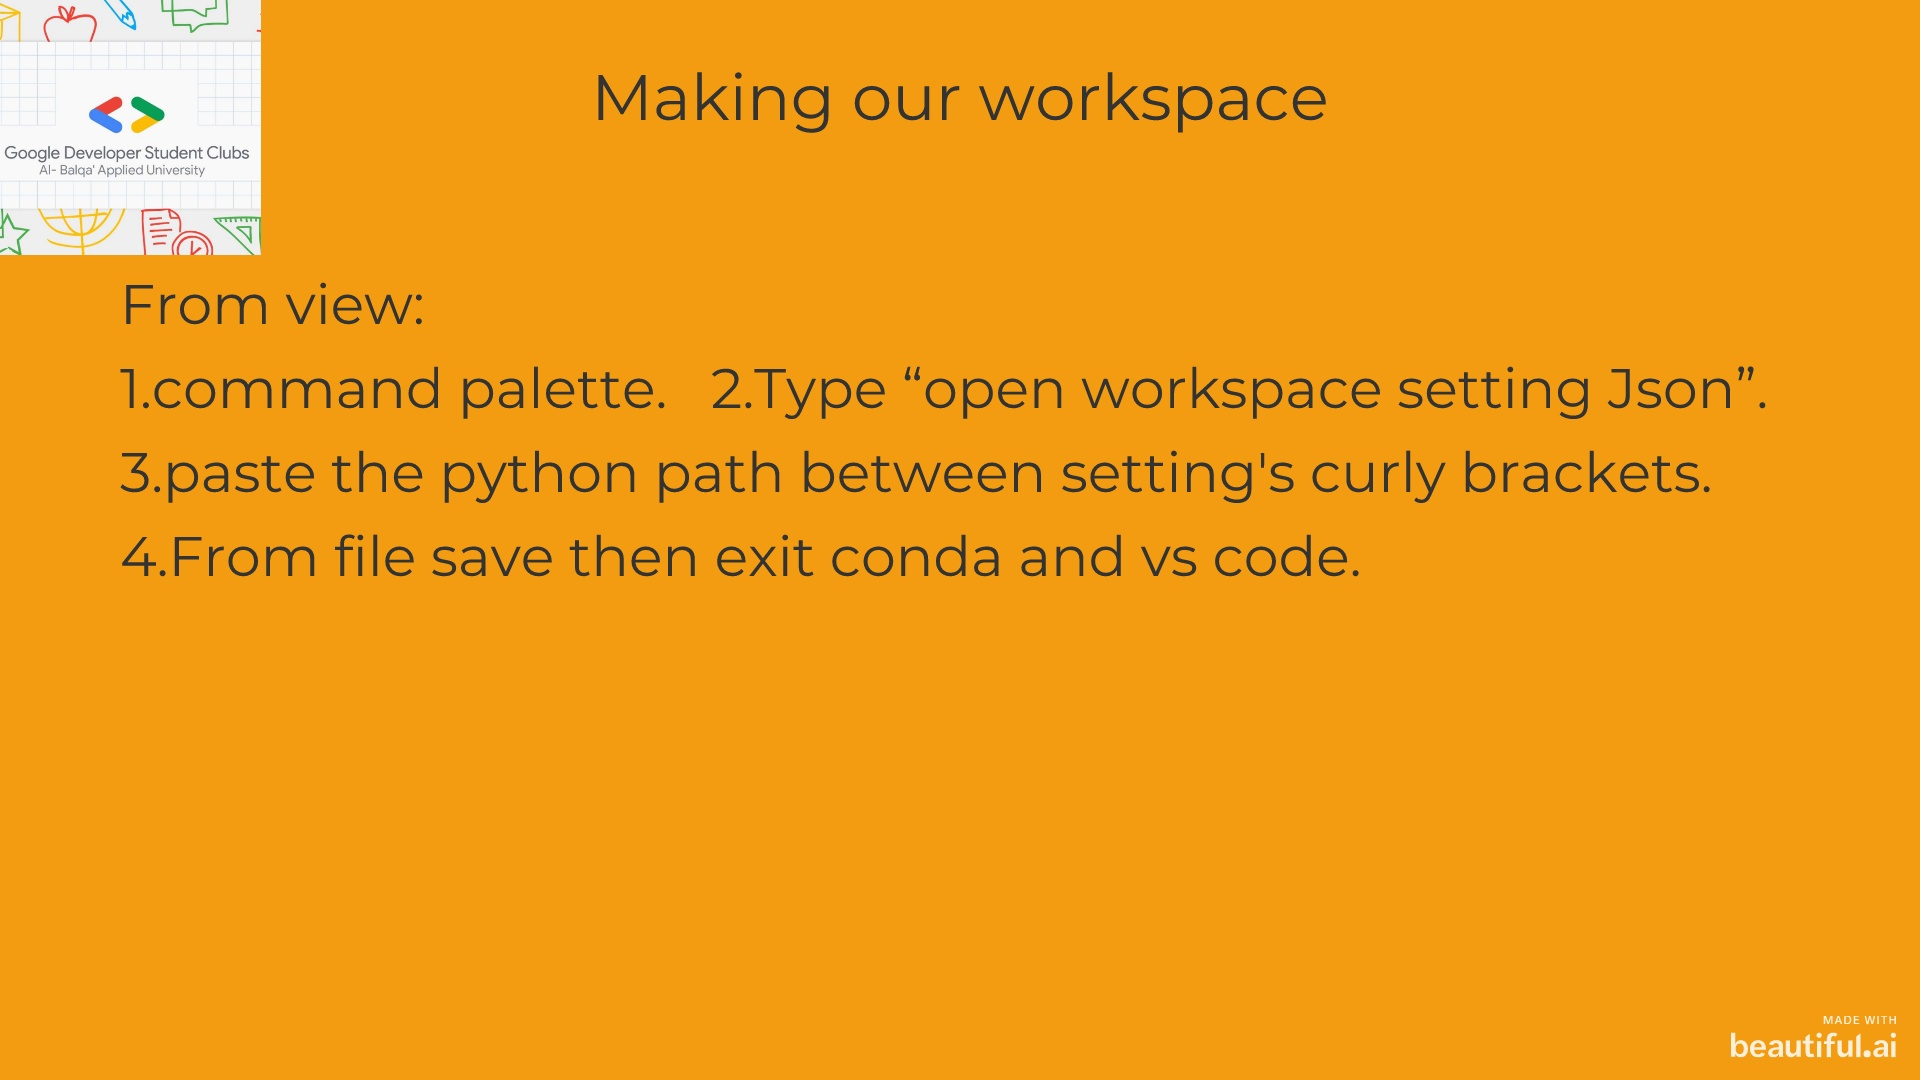 Google Developer Student Clubs
Al- Balqa' Applied University
Making our workspace
From view:
1.command palette.   2.Type “open workspace setting Json”.
3.paste the python path between setting's curly brackets.
4.From file save then exit conda and vs code.
MADE WITH
beautiful.ai